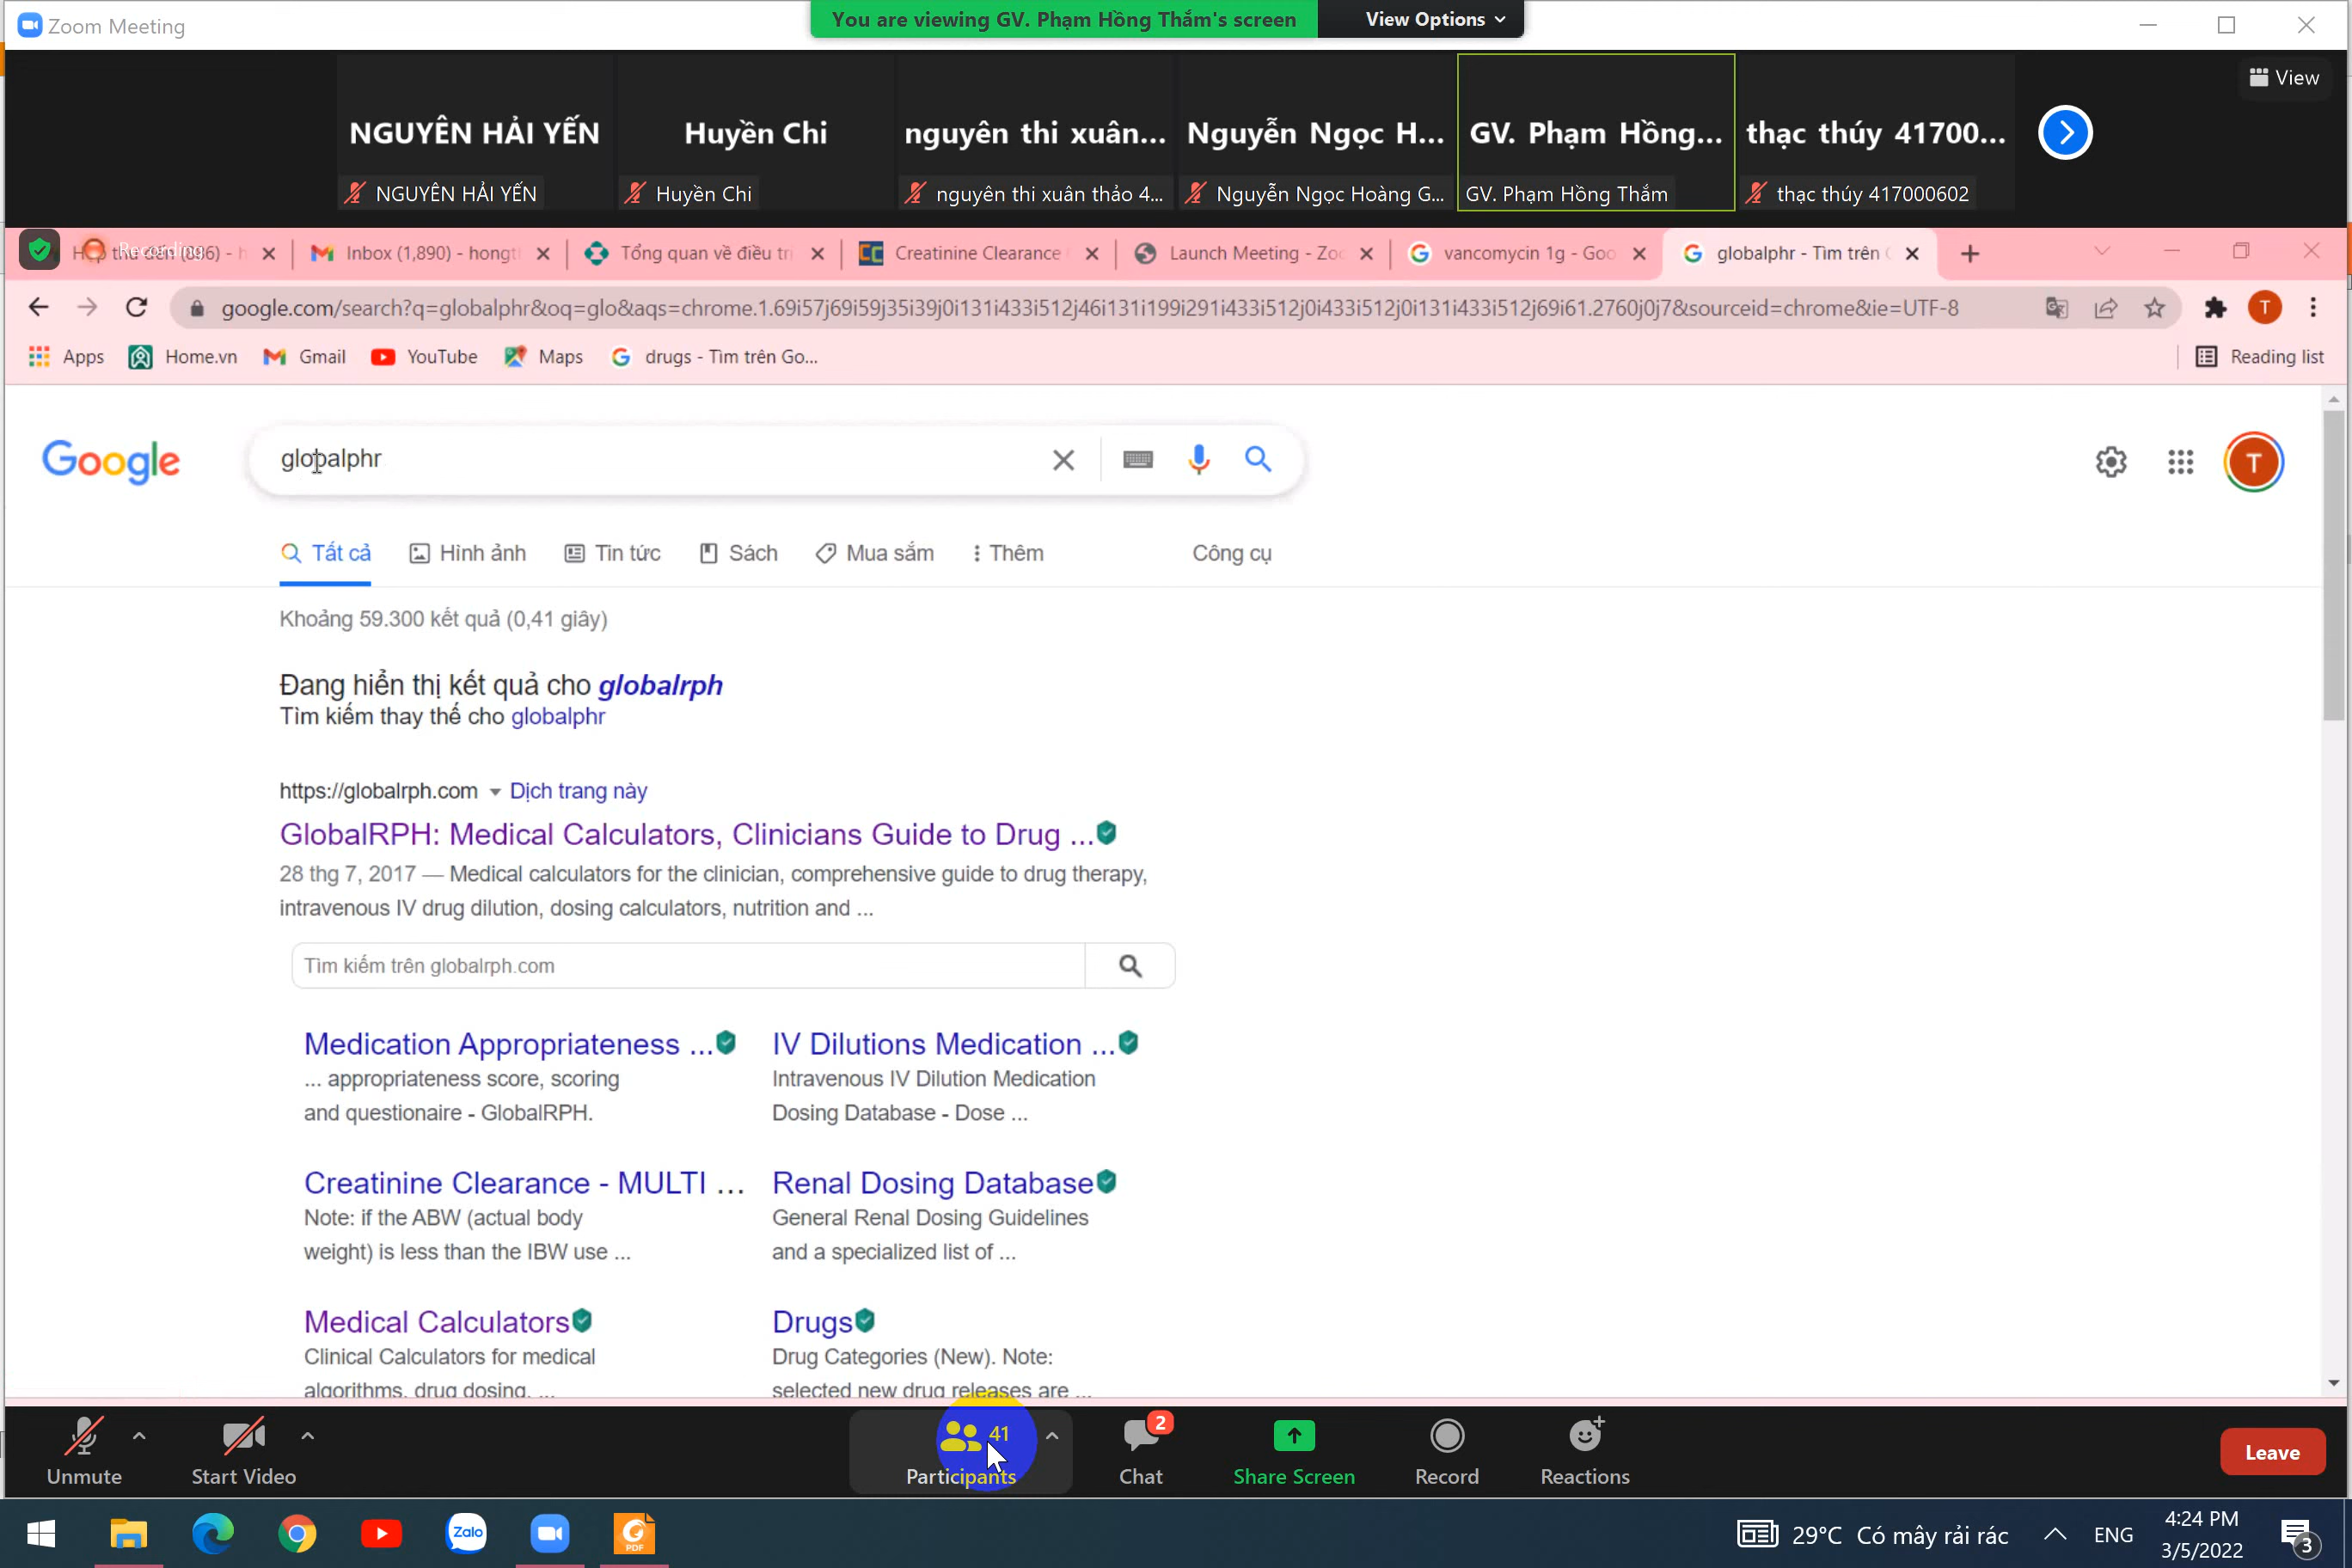 Zoom Meeting
You are viewing GV. Phạm Hồng Thắm's screen
View Options
View
NGUYÊN HẢI YẾN
Huyền Chi
nguyên thi xuân...
Nguyễn Ngọc H...
GV. Phạm Hồng...
thạc thúy 41700...
NGUYÊN HẢI YẾN
Huyền Chi
nguyên thi xuân thảo 4...
Nguyễn Ngọc Hoàng G...
GV. Phạm Hồng Thắm
thạc thúy 417000602
Recording
Inbox (1,890) - hongt
Tổng quan về điều tr
Creatinine Clearance
Launch Meeting - Zoo
vancomycin 1g - Goo
globalphr - Tìm trên
google.com/search?q=globalphr&oq=glo&aqs=chrome.1.69i57j69i59j35i39j0i131i433i512j46i131i199i291i433i512j0i433i512j0i131i433i512j69i61.2760j0j7&sourceid=chrome&ie=UTF-8
T
Apps
Home.vn
Gmail
YouTube
Maps
drugs - Tìm trên Go...
Reading list
Google
globalphr
T
Tất cả
Hình ảnh
Tin tức
Sách
Mua sắm
Thêm
Công cụ
Khoảng 59.300 kết quả (0,41 giây)
Đang hiển thị kết quả cho globalrph
Tìm kiếm thay thế cho globalphr
https://globalrph.com
Dịch trang này
GlobalRPH: Medical Calculators, Clinicians Guide to Drug ...
28 thg 7, 2017 — Medical calculators for the clinician, comprehensive guide to drug therapy,
intravenous IV drug dilution, dosing calculators, nutrition and ...
Tìm kiếm trên globalrph.com
Medication Appropriateness ...
... appropriateness score, scoring
and questionaire - GlobalRPH.
IV Dilutions Medication ...
Intravenous IV Dilution Medication
Dosing Database - Dose ...
Creatinine Clearance - MULTI ...
Note: if the ABW (actual body
weight) is less than the IBW use ...
Renal Dosing Database
General Renal Dosing Guidelines
and a specialized list of ...
Medical Calculators
Clinical Calculators for medical
algorithms, drug dosing, ...
Drugs
Drug Categories (New). Note:
selected new drug releases are ...
Unmute
Start Video
41
Participants
2
Chat
Share Screen
Record
Reactions
Leave
Zalo
PDF
29°C Có mây rải rác
ENG
4:24 PM
3/5/2022
3